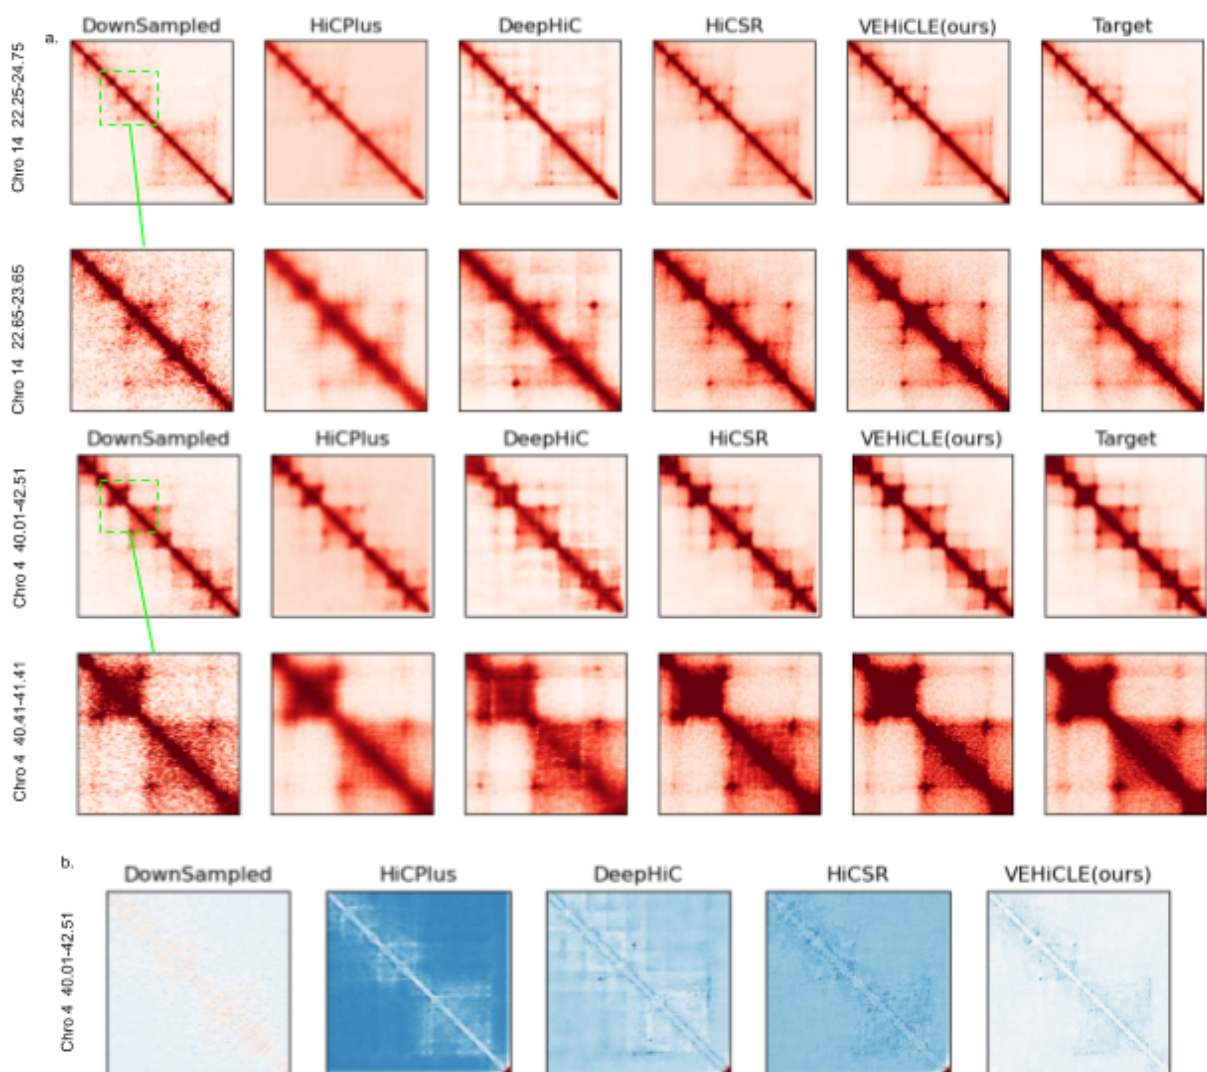 a.
DownSampled HiCPlus DeepHiC HiCSR VEHiCLE(ours) Target
Chro 14 22.25-24.75
Chro 14 22.65-23.65
DownSampled HiCPlus DeepHiC HiCSR VEHiCLE(ours) Target
Chro 4 40.01-42.51
Chro 4 40.41-41.41
b.
DownSampled HiCPlus DeepHiC HiCSR VEHiCLE(ours)
Chro 4 40.01-42.51